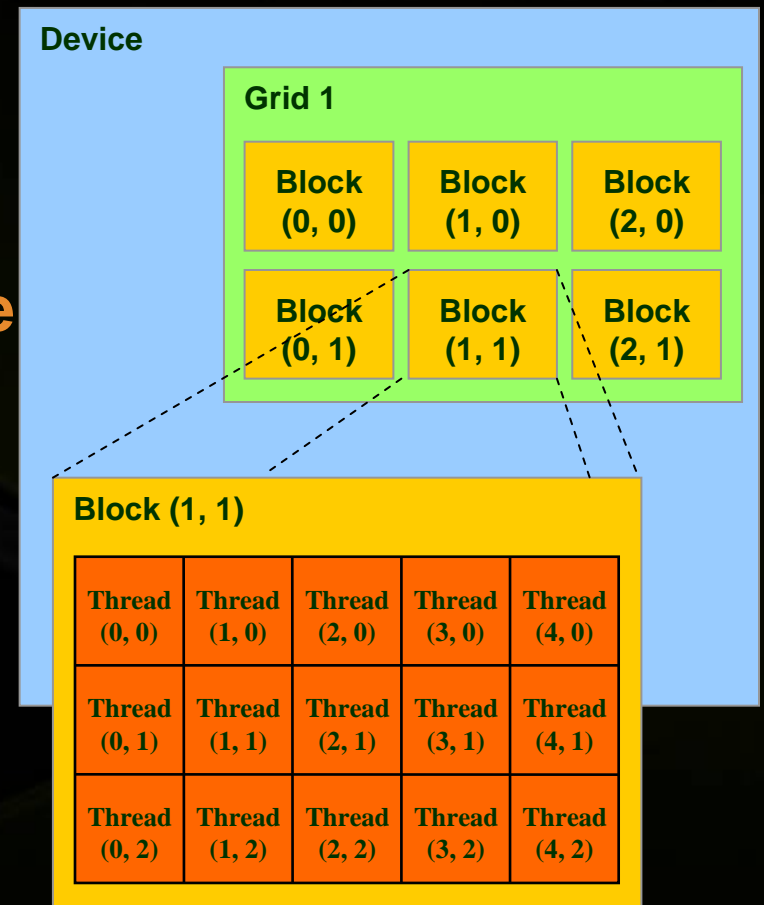 Device
Grid 1
Block Block Block
(0, 0) (1, 0) (2, 0)
e
Block Block Block
(0, 1) (1, 1) (2, 1)
Block (1, 1)
Thread Thread Thread Thread Thread
(0, 0) (1, 0) (2, 0) (3, 0) (4, 0)
Thread Thread Thread Thread Thread
(0, 1) (1, 1) (2, 1) (3, 1) (4, 1)
Thread Thread Thread Thread Thread
(0, 2) (1, 2) (2, 2) (3, 2) (4, 2)